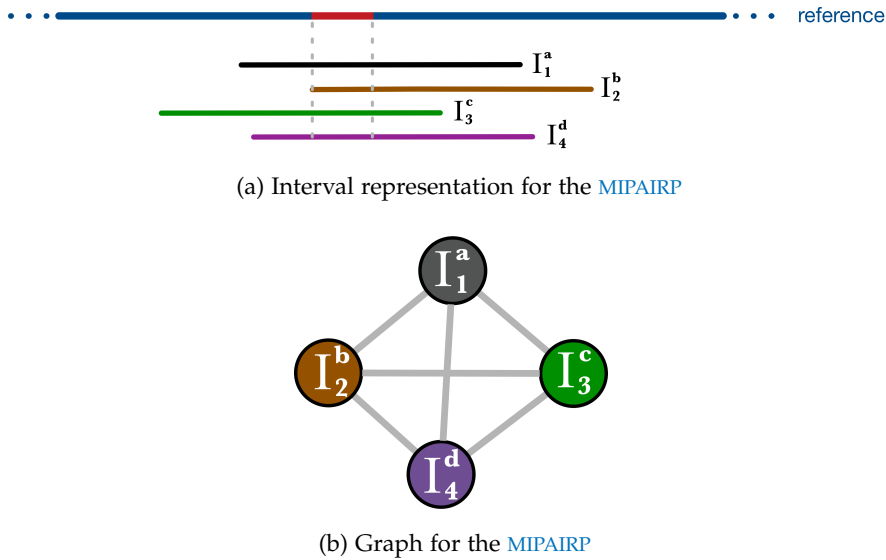 reference
I₁ᵃ
I₂ᵇ
I₃ᶜ
I₄ᵈ
(a) Interval representation for the MIPAIRP
I₁ᵃ
I₂ᵇ I₃ᶜ
I₄ᵈ
(b) Graph for the MIPAIRP